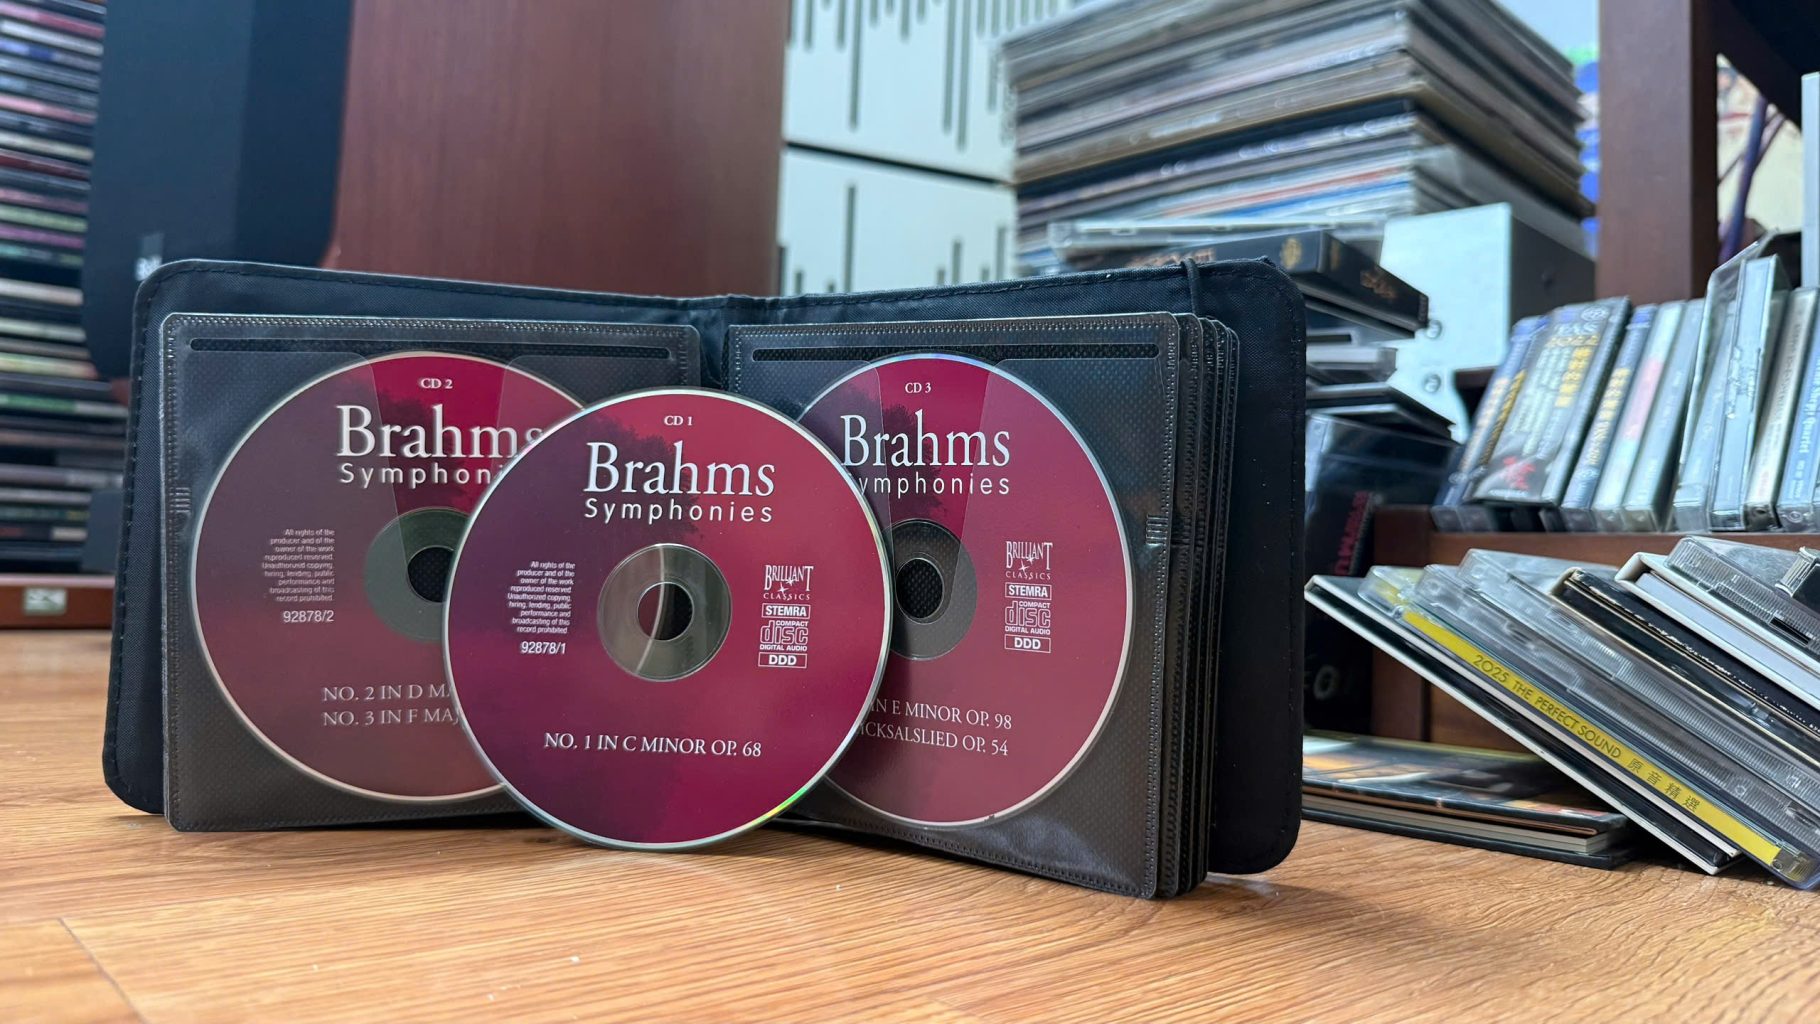 CD 2
Brahms
All rights of the
producer and of the
owner of the work
reproduced reserved.
Unauthorized copying,
hiring, lending, public
performance and
broadcasting of this
record prohibited.
92878/2
NO. 2 IN D
NO. 3 IN F
CD 1
Brahms
Symphonies
All rights of the
producer and of the
owner of the work
reproduced reserved.
Unauthorized copying,
hiring, lending, public
performance and
broadcasting of this
record prohibited.
92878/1
BRILLIANT
CLASSICS
STEMRA
COMPACT
disc
DIGITAL AUDIO
DDD
NO. 1 IN C MINOR OP. 68
CD 3
Brahms
ymphonies
BRILLIANT
CLASSICS
STEMRA
COMPACT
disc
DIGITAL AUDIO
DDD
IN E MINOR OP. 98
ICKSALSLIED OP. 54
2025 THE PERFECT SOUND 原音精選